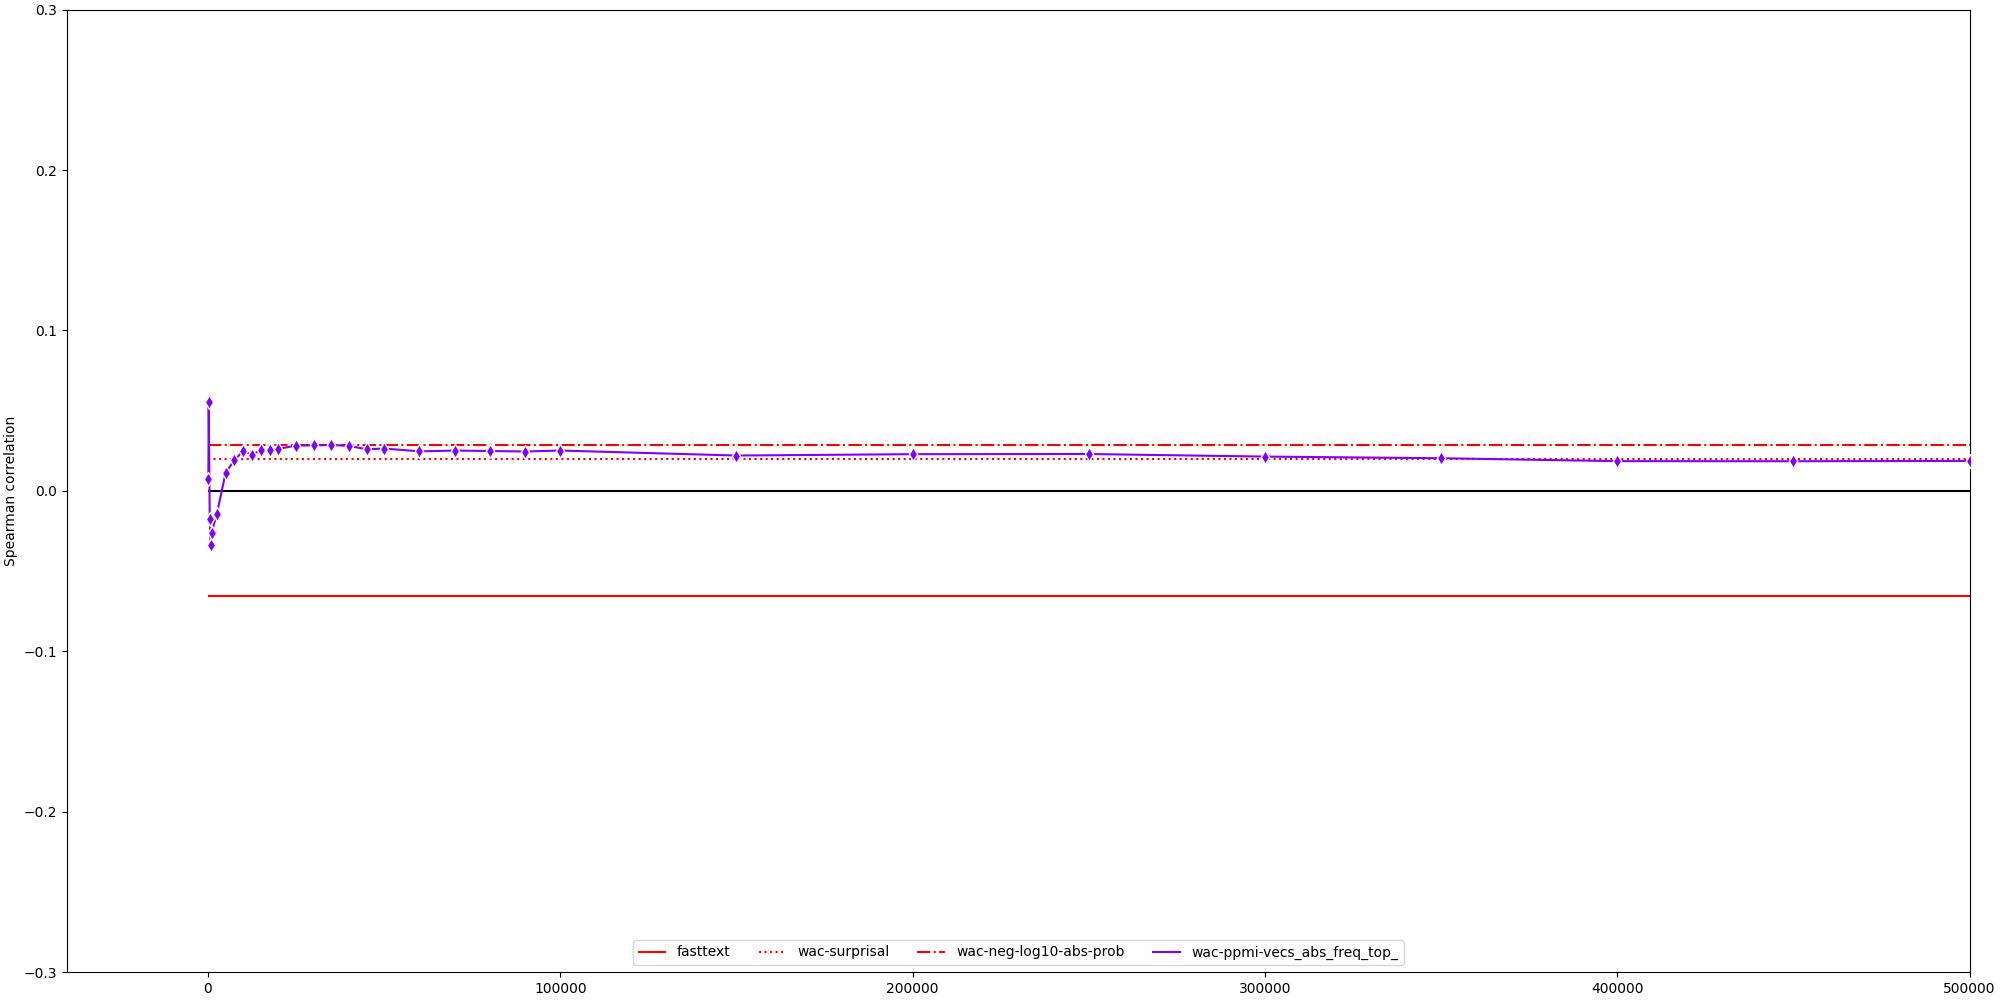 0.3
0.2
0.1
0.0
−0.1
−0.2
−0.3
Spearman correlation
0 100000 200000 300000 400000 500000
fasttext wac-surprisal wac-neg-log10-abs-prob wac-ppmi-vecs_abs_freq_top_